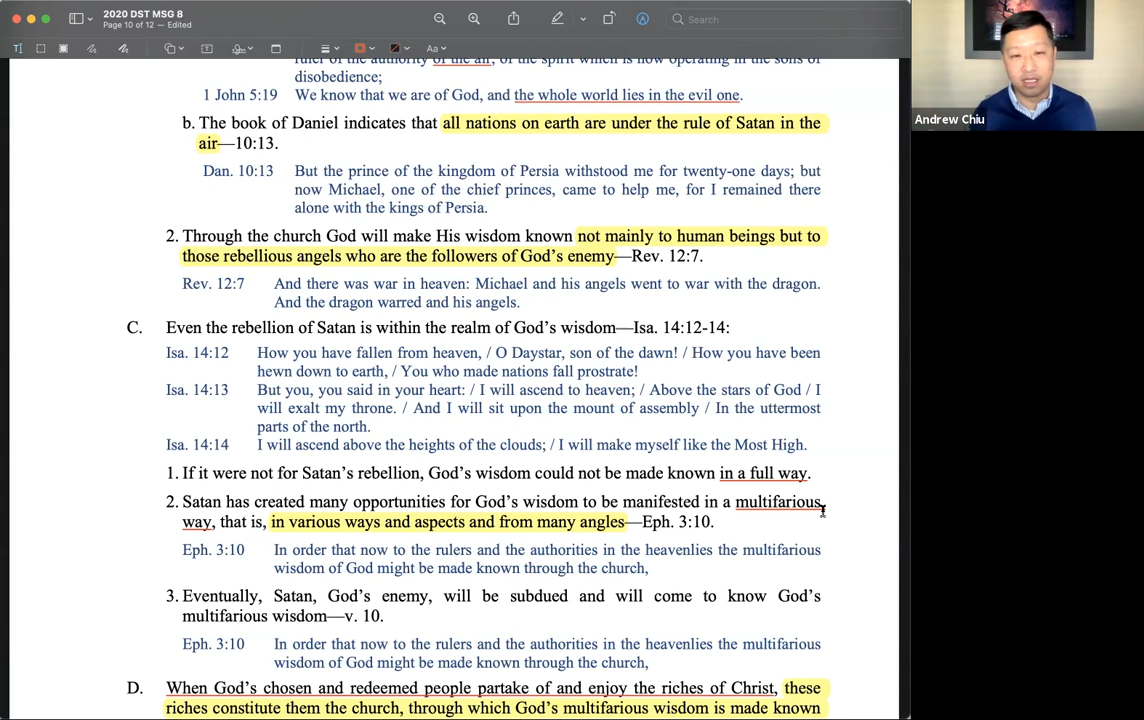 2020 DST MSG 8
Page 10 of 12 — Edited
Search
Aa
ruler of the authority of the air, of the spirit which is now operating in the sons of
disobedience;
1 John 5:19 We know that we are of God, and the whole world lies in the evil one.
b. The book of Daniel indicates that all nations on earth are under the rule of Satan in the
air—10:13.
Dan. 10:13 But the prince of the kingdom of Persia withstood me for twenty-one days; but
now Michael, one of the chief princes, came to help me, for I remained there
alone with the kings of Persia.
2. Through the church God will make His wisdom known not mainly to human beings but to
those rebellious angels who are the followers of God's enemy—Rev. 12:7.
Rev. 12:7 And there was war in heaven: Michael and his angels went to war with the dragon.
And the dragon warred and his angels.
C. Even the rebellion of Satan is within the realm of God's wisdom—Isa. 14:12-14:
Isa. 14:12 How you have fallen from heaven, / O Daystar, son of the dawn! / How you have been
hewn down to earth, / You who made nations fall prostrate!
Isa. 14:13 But you, you said in your heart: / I will ascend to heaven; / Above the stars of God / I
will exalt my throne. / And I will sit upon the mount of assembly / In the uttermost
parts of the north.
Isa. 14:14 I will ascend above the heights of the clouds; / I will make myself like the Most High.
1. If it were not for Satan's rebellion, God's wisdom could not be made known in a full way.
2. Satan has created many opportunities for God's wisdom to be manifested in a multifarious
way, that is, in various ways and aspects and from many angles—Eph. 3:10.
Eph. 3:10 In order that now to the rulers and the authorities in the heavenlies the multifarious
wisdom of God might be made known through the church,
3. Eventually, Satan, God's enemy, will be subdued and will come to know God's
multifarious wisdom—v. 10.
Eph. 3:10 In order that now to the rulers and the authorities in the heavenlies the multifarious
wisdom of God might be made known through the church,
D. When God's chosen and redeemed people partake of and enjoy the riches of Christ, these
riches constitute them the church, through which God's multifarious wisdom is made known
Andrew Chiu